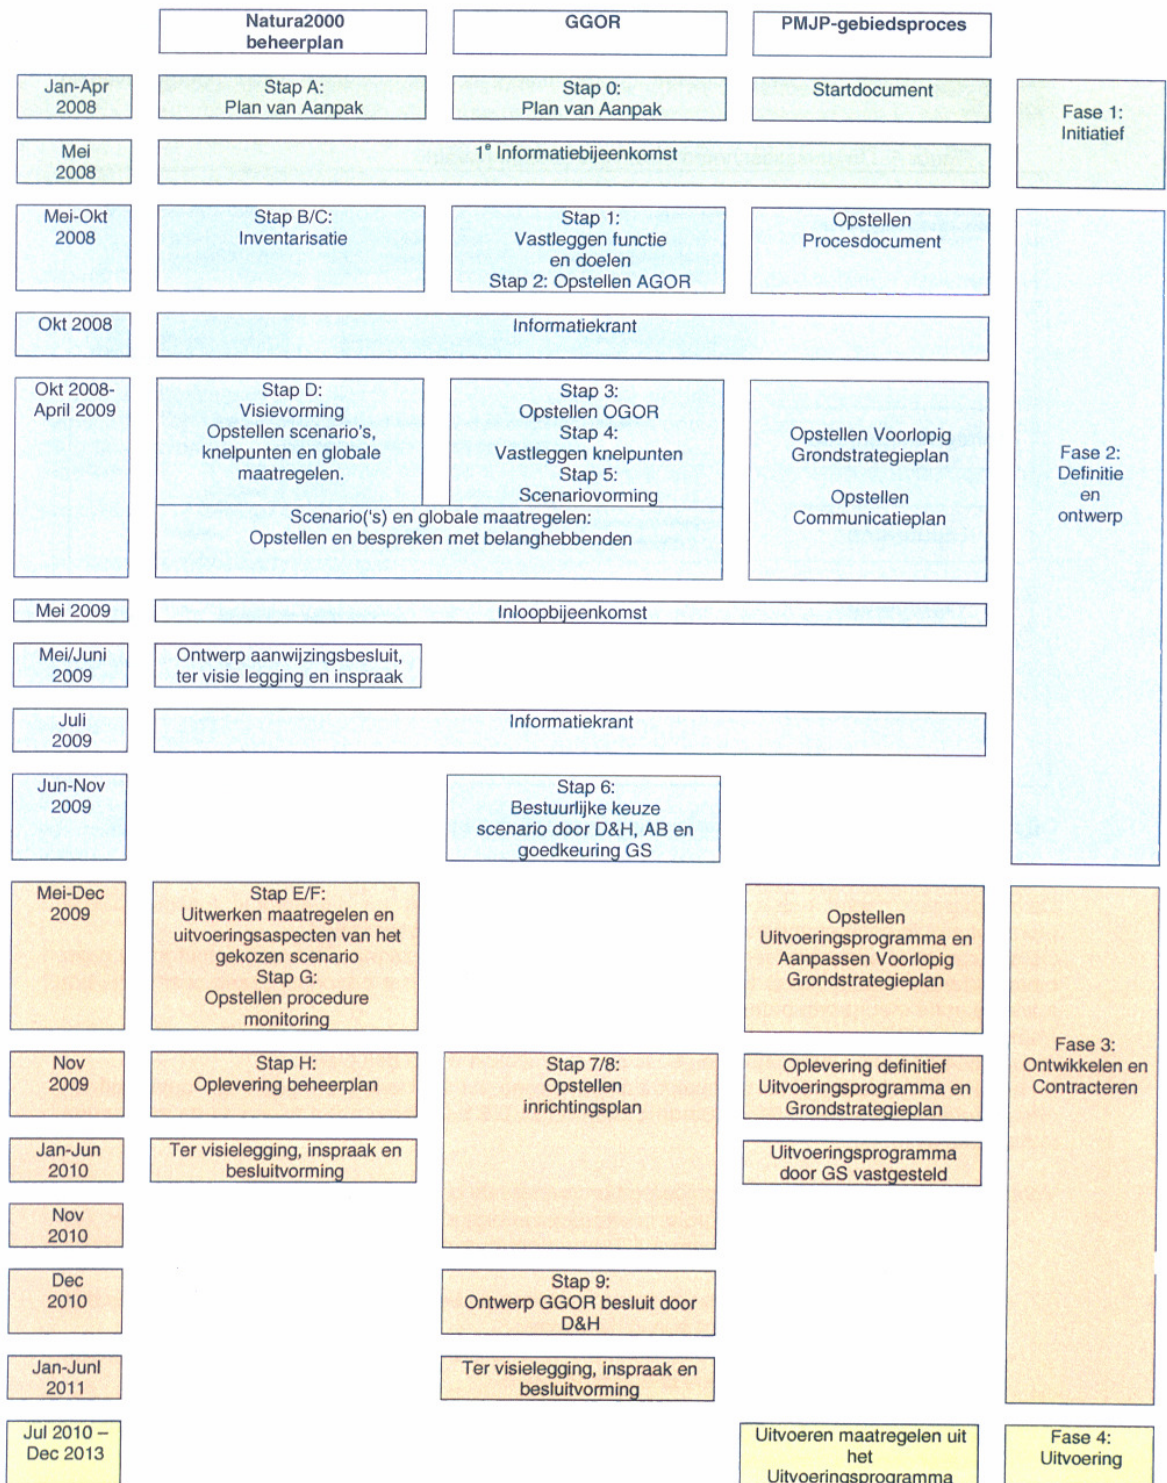 Natura2000
beheerplan
GGOR
PMJP-gebiedsproces
Jan-Apr
2008
Stap A:
Plan van Aanpak
Stap 0:
Plan van Aanpak
Startdocument
Fase 1:
Initiatief
Mei
2008
1e Informatiebijeenkomst
Mei-Okt
2008
Stap B/C:
Inventarisatie
Stap 1:
Vastleggen functie
en doelen
Stap 2: Opstellen AGOR
Opstellen
Procesdocument
Okt 2008
Informatiekrant
Okt 2008-
April 2009
Stap D:
Visievorming
Opstellen scenario's,
knelpunten en globale
maatregelen.
Stap 3:
Opstellen OGOR
Stap 4:
Vastleggen knelpunten
Stap 5:
Scenariovorming
Scenario('s) en globale maatregelen:
Opstellen en bespreken met belanghebbenden
Opstellen Voorlopig
Grondstrategieplan
Opstellen
Communicatieplan
Fase 2:
Definitie
en
ontwerp
Mei 2009
Inloopbijeenkomst
Mei/Juni
2009
Ontwerp aanwijzingsbesluit,
ter visie legging en inspraak
Juli
2009
Informatiekrant
Jun-Nov
2009
Stap 6:
Bestuurlijke keuze
scenario door D&H, AB en
goedkeuring GS
Mei-Dec
2009
Stap E/F:
Uitwerken maatregelen en
uitvoeringsaspecten van het
gekozen scenario
Stap G:
Opstellen procedure
monitoring
Opstellen
Uitvoeringsprogramma en
Aanpassen Voorlopig
Grondstrategieplan
Fase 3:
Ontwikkelen en
Contracteren
Nov
2009
Stap H:
Oplevering beheerplan
Stap 7/8:
Opstellen
inrichtingsplan
Oplevering definitief
Uitvoeringsprogramma en
Grondstrategieplan
Jan-Jun
2010
Ter visielegging, inspraak en
besluitvorming
Uitvoeringsprogramma
door GS vastgesteld
Nov
2010
Dec
2010
Stap 9:
Ontwerp GGOR besluit door
D&H
Jan-JunI
2011
Ter visielegging, inspraak en
besluitvorming
Jul 2010 –
Dec 2013
Uitvoeren maatregelen uit
het
Uitvoeringsprogramma
Fase 4:
Uitvoering